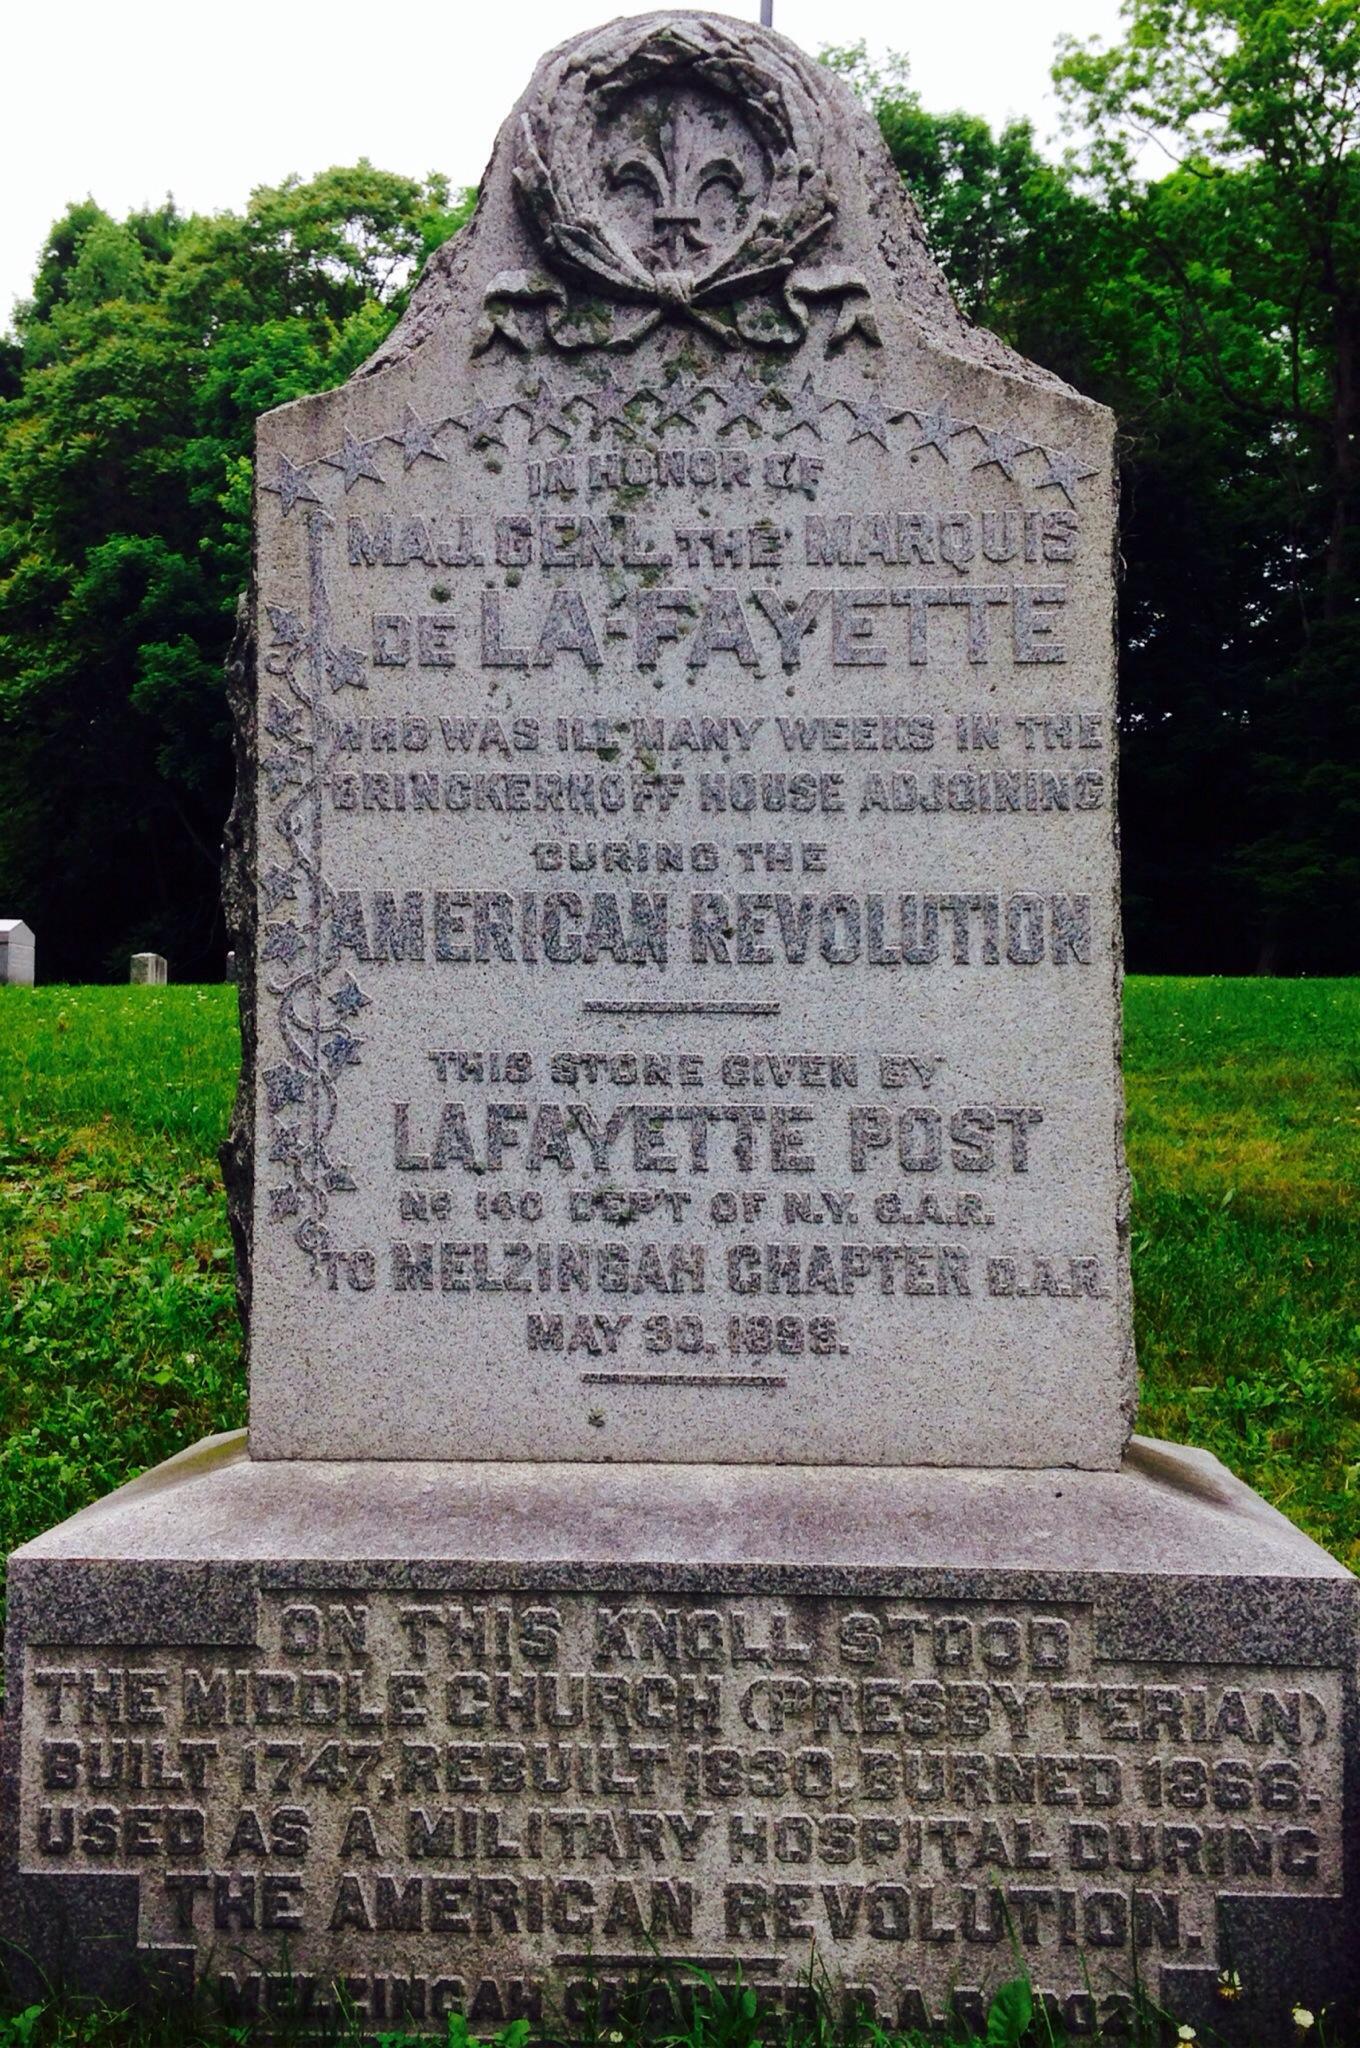 IN HONOR OF
MAJ. GENL. THE MARQUIS
DE LA-FAYETTE
WHO WAS ILL MANY WEEKS IN THE
BRINCKERHOFF HOUSE ADJOINING
DURING THE
AMERICAN REVOLUTION
THIS STONE GIVEN BY
LAFAYETTE POST
Nº 140 DEP'T OF N.Y. G.A.R.
TO MELZINGAH CHAPTER D.A.R.
MAY 30.
ON THIS KNOLL STOOD
THE MIDDLE CHURCH (PRESBYTERIAN)
BUILT 1747, REBUILT 1830, BURNED 1866.
USED AS A MILITARY HOSPITAL DURING
THE AMERICAN REVOLUTION.
MELZINGAH CHAPTER D.A.R.